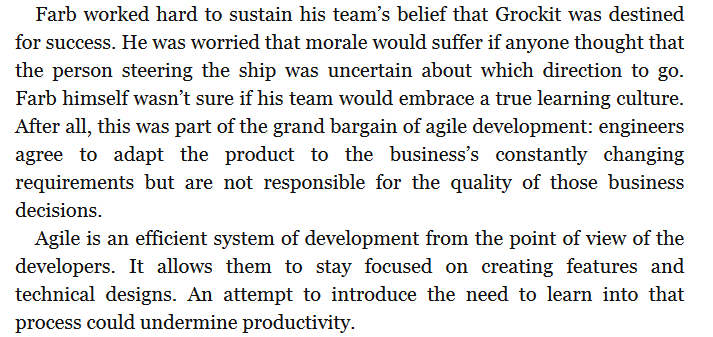 Farb worked hard to sustain his team’s belief that Grockit was destined
for success. He was worried that morale would suffer if anyone thought that
the person steering the ship was uncertain about which direction to go.
Farb himself wasn’t sure if his team would embrace a true learning culture.
After all, this was part of the grand bargain of agile development: engineers
agree to adapt the product to the business’s constantly changing
requirements but are not responsible for the quality of those business
decisions.
Agile is an efficient system of development from the point of view of the
developers. It allows them to stay focused on creating features and
technical designs. An attempt to introduce the need to learn into that
process could undermine productivity.